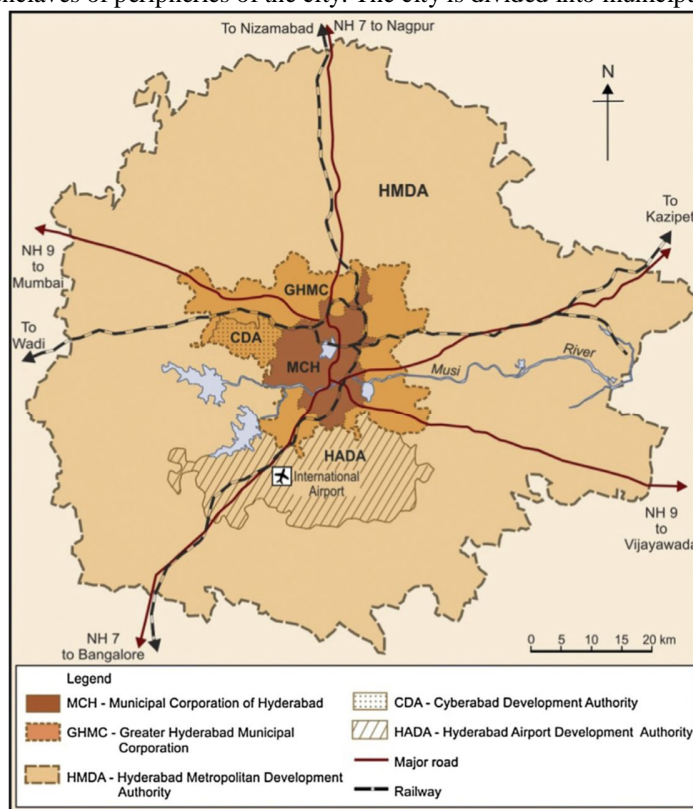 enclaves of peripheries of the city. The city is divided into municipa
To Nizamabad
NH 7 to Nagpur
N
HMDA
To
Kazipet
NH 9
to
Mumbai
GHMC
To
Wadi
CDA
MCH
Musi
River
HADA
International
Airport
NH 9
to
Vijayawada
NH 7
to Bangalore
0 5 10 15 20 km
Legend
MCH - Municipal Corporation of Hyderabad
CDA - Cyberabad Development Authority
GHMC - Greater Hyderabad Municipal
Corporation
HADA - Hyderabad Airport Development Authority
HMDA - Hyderabad Metropolitan Development
Authority
Major road
Railway